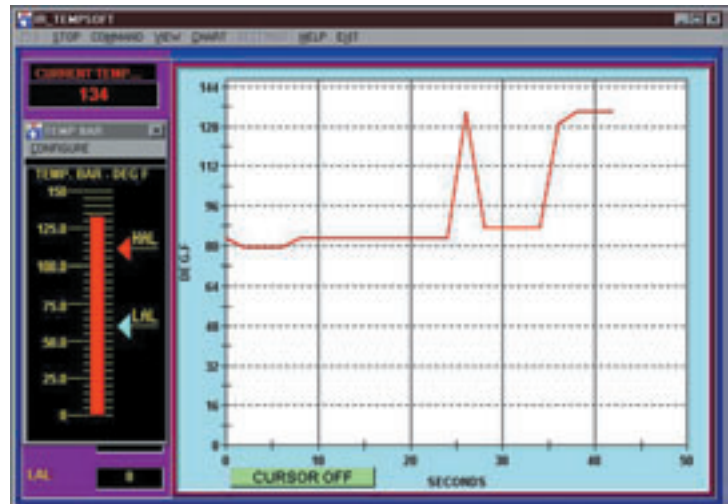 IR_TEMPSOFT
STOP COMMAND VIEW CHART SETTINGS HELP EXIT
CURRENT TEMP...
134
TEMP BAR
CONFIGURE
TEMP. BAR - DEG F
150
125.0
HAL
100.0
75.0
LAL
50.0
25.0
0
LAL 0
144
128
112
96
80
64
48
32
16
0
DEG.F
0 10 20 30 40 50
CURSOR OFF
SECONDS